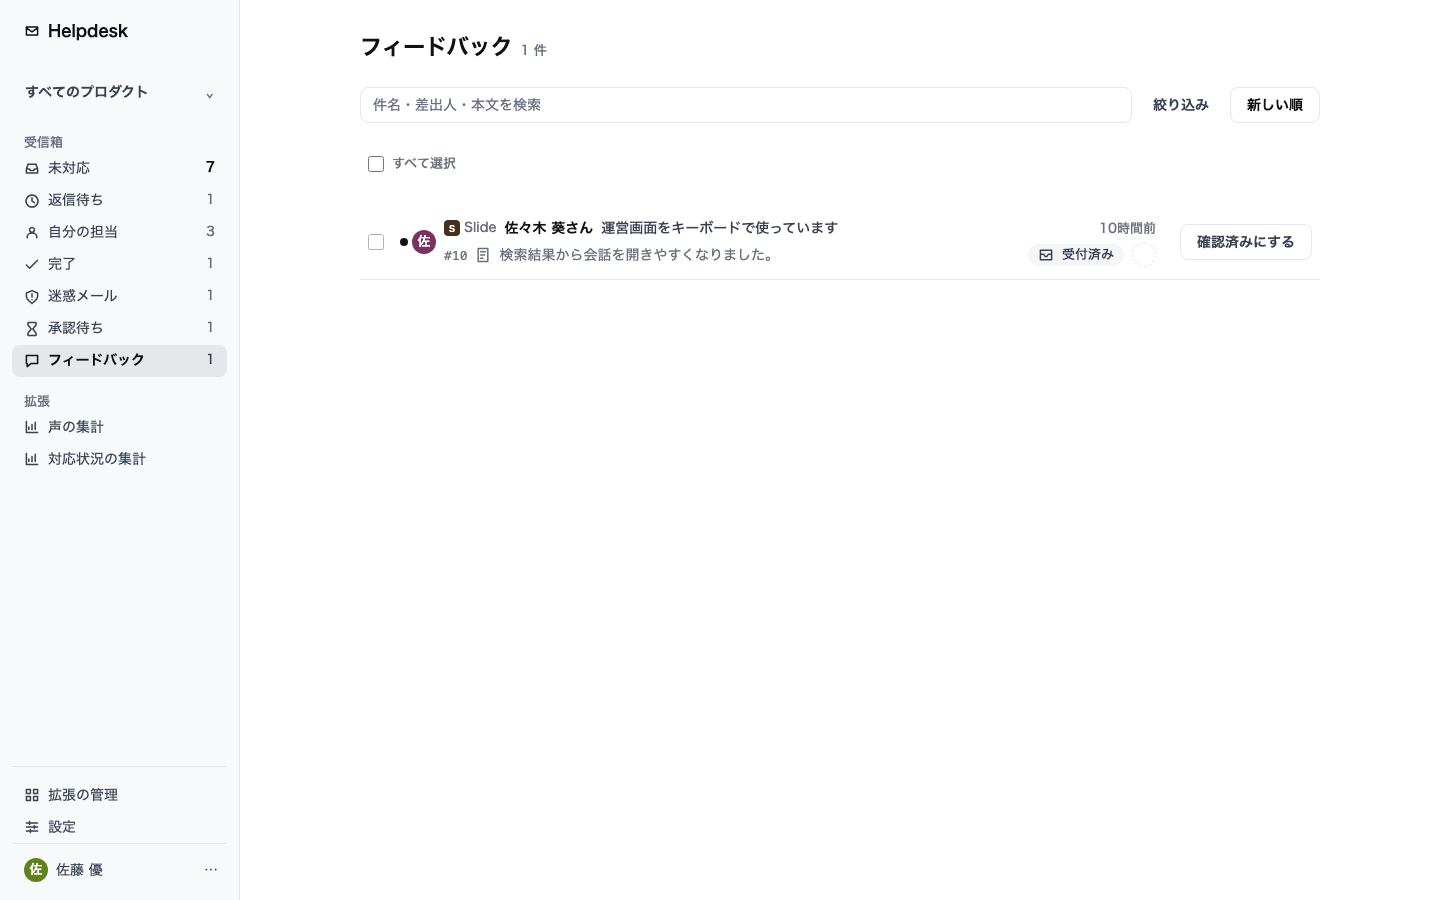 Helpdesk
すべてのプロダクト
受信箱
未対応 7
返信待ち 1
自分の担当 3
完了 1
迷惑メール 1
承認待ち 1
フィードバック 1
拡張
声の集計
対応状況の集計
拡張の管理
設定
佐 佐藤 優 …
フィードバック 1 件
件名・差出人・本文を検索 絞り込み 新しい順
すべて選択
佐 S Slide 佐々木 葵さん 運営画面をキーボードで使っています 10時間前
#10 検索結果から会話を開きやすくなりました。 受付済み
確認済みにする